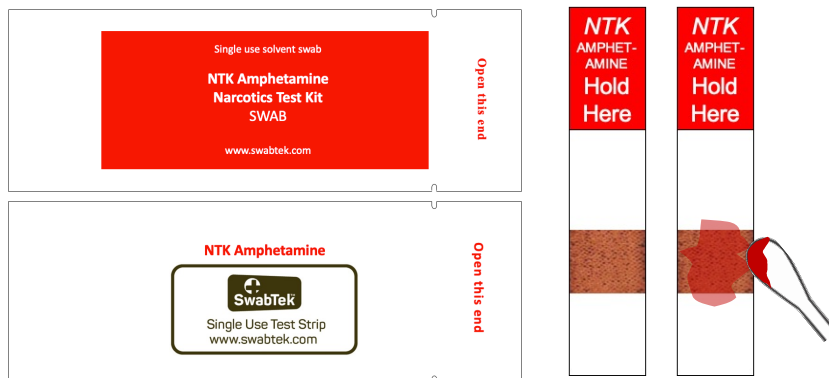 Single use solvent swab
NTK Amphetamine
Narcotics Test Kit
SWAB
www.swabtek.com
Open this end
NTK Amphetamine
SwabTek
Single Use Test Strip
www.swabtek.com
Open this end
NTK
AMPHET-
AMINE
Hold
Here
NTK
AMPHET-
AMINE
Hold
Here